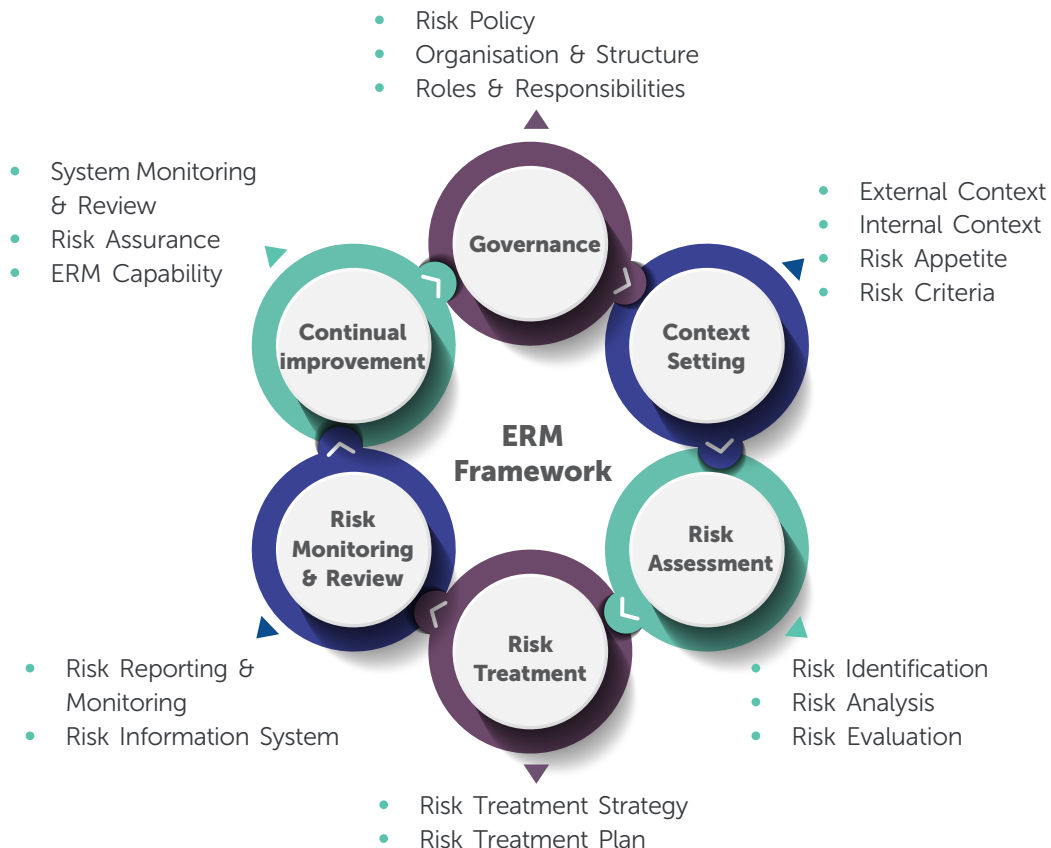 • Risk Policy
• Organisation & Structure
• Roles & Responsibilities
• System Monitoring
& Review
• Risk Assurance
• ERM Capability
• External Context
• Internal Context
• Risk Appetite
• Risk Criteria
Governance
Continual
improvement
Context
Setting
ERM
Framework
Risk
Monitoring
& Review
Risk
Assessment
Risk
Treatment
• Risk Reporting &
Monitoring
• Risk Information System
• Risk Identification
• Risk Analysis
• Risk Evaluation
• Risk Treatment Strategy
• Risk Treatment Plan